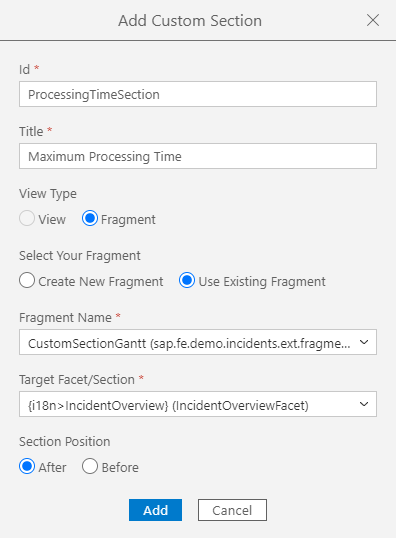 Add Custom Section
Id *
ProcessingTimeSection
Title *
Maximum Processing Time
View Type
View Fragment
Select Your Fragment
Create New Fragment Use Existing Fragment
Fragment Name *
CustomSectionGantt (sap.fe.demo.incidents.ext.fragme...
Target Facet/Section *
{i18n>IncidentOverview} (IncidentOverviewFacet)
Section Position
After Before
Add Cancel